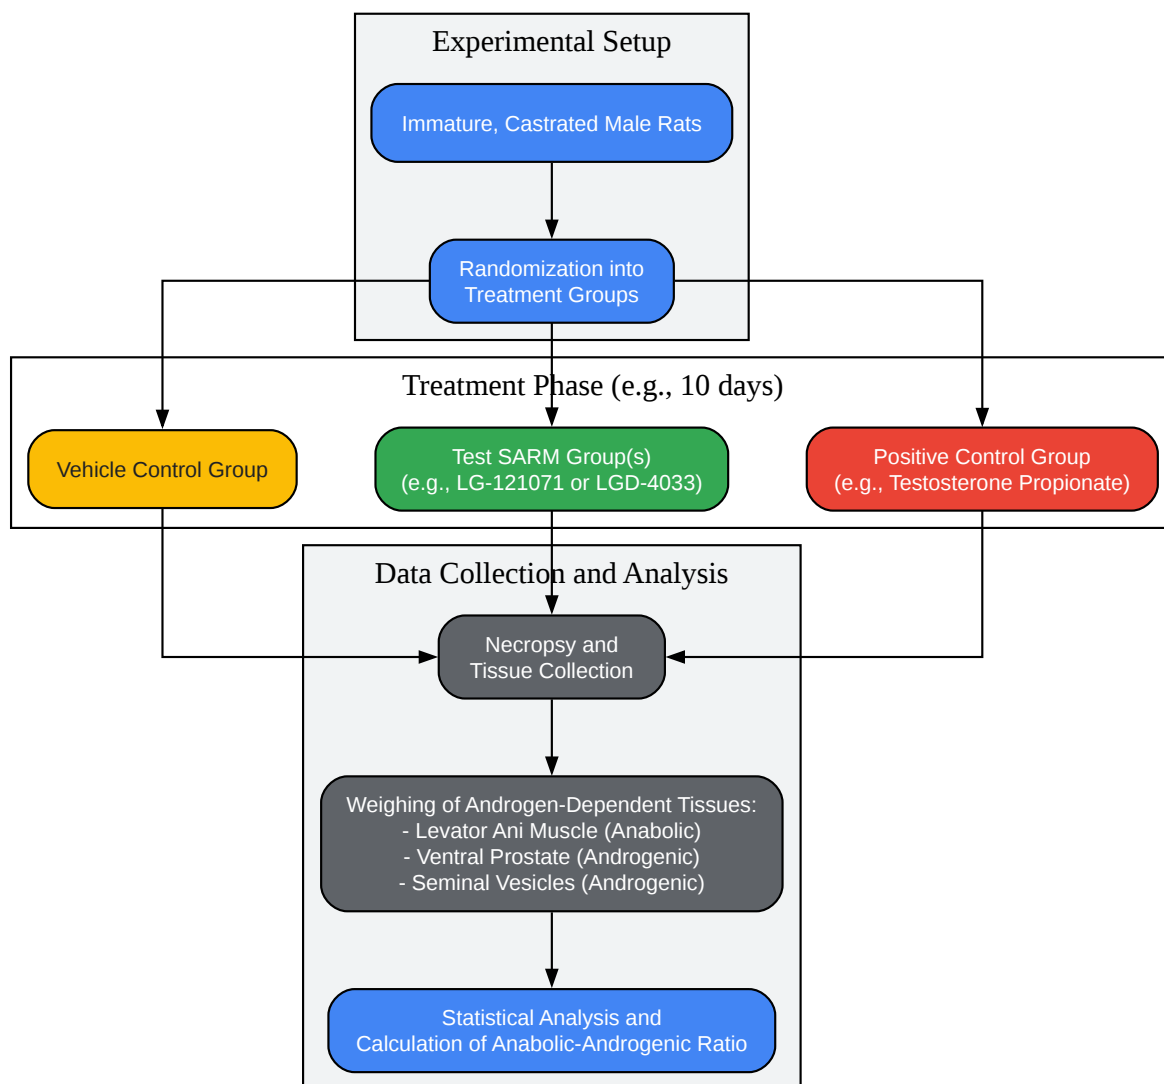 Experimental Setup
Immature, Castrated Male Rats
Randomization into
Treatment Groups
Treatment Phase (e.g., 10 days)
Vehicle Control Group
Test SARM Group(s)
(e.g., LG-121071 or LGD-4033)
Positive Control Group
(e.g., Testosterone Propionate)
Data Collection and Analysis
Necropsy and
Tissue Collection
Weighing of Androgen-Dependent Tissues:
- Levator Ani Muscle (Anabolic)
- Ventral Prostate (Androgenic)
- Seminal Vesicles (Androgenic)
Statistical Analysis and
Calculation of Anabolic-Androgenic Ratio